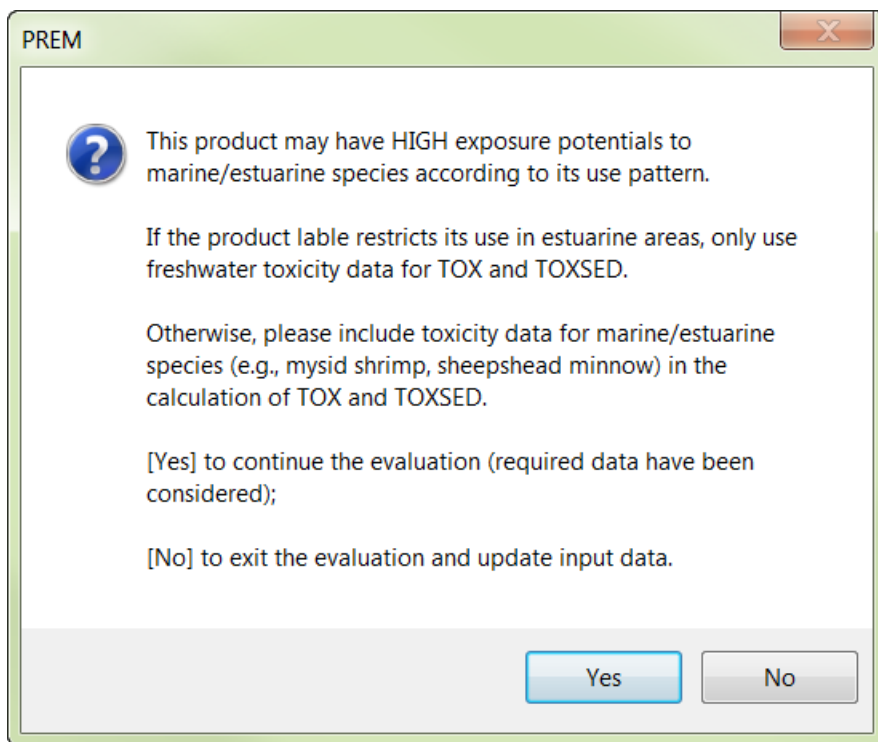 PREM
This product may have HIGH exposure potentials to
marine/estuarine species according to its use pattern.
If the product lable restricts its use in estuarine areas, only use
freshwater toxicity data for TOX and TOXSED.
Otherwise, please include toxicity data for marine/estuarine
species (e.g., mysid shrimp, sheepshead minnow) in the
calculation of TOX and TOXSED.
[Yes] to continue the evaluation (required data have been
considered);
[No] to exit the evaluation and update input data.
Yes
No